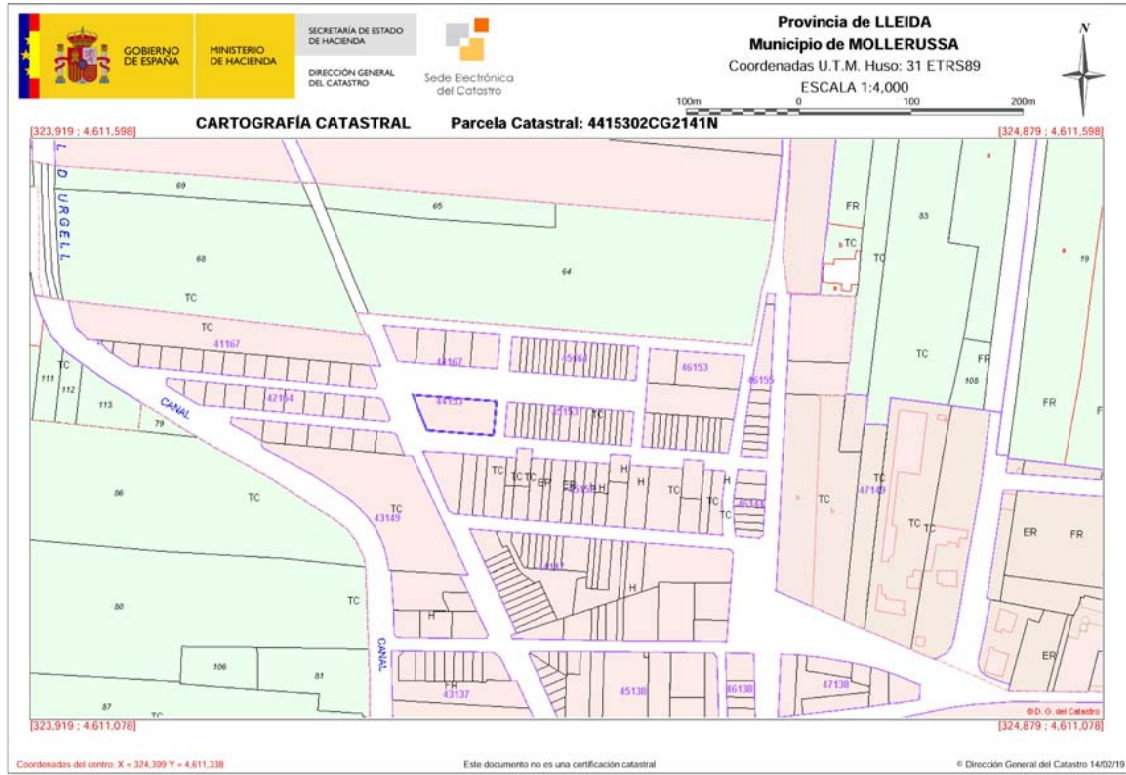 GOBIERNO
DE ESPAÑA
MINISTERIO
DE HACIENDA
SECRETARÍA DE ESTADO
DE HACIENDA
DIRECCIÓN GENERAL
DEL CATASTRO
Sede Electrónica
del Catastro
Provincia de LLEIDA
Municipio de MOLLERUSSA
Coordenadas U.T.M. Huso: 31 ETRS89
ESCALA 1:4,000
100m 0 100m 200m
N
CARTOGRAFÍA CATASTRAL Parcela Catastral: 4415302CG2141N
[323,919 ; 4.611,598] [324,879 ; 4.611,598]
L D URGELL
69
65
68
64
TC
TC
FR
TC
TC
83
19
41167
44167
46153
46155
TC
FR
108
FR
111
112
TC
113
79
CANAL
42154
44153
45153
TC
86
TC
43149
TC
TC
TC
TC
ER
H
H
H
TC
TC
TC
TC
47149
TC
TC
TC
ER
FR
80
TC
H
H
ER
106
81
CANAL
87
TC
43137
45138
46138
47138
© D. G. del Catastro
[323,919 ; 4.611,078] [324,879 ; 4.611,078]
Coordenadas del centro: X = 324,399 Y = 4,611,338
Este documento no es una certificación catastral
© Dirección General del Catastro 14/02/19